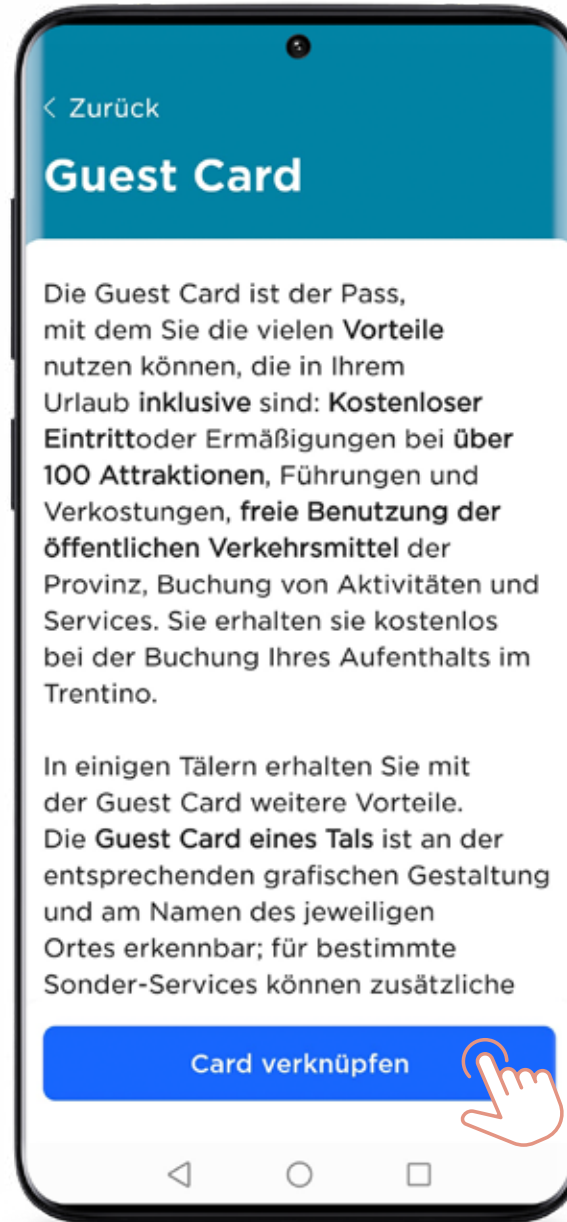 < Zurück
Guest Card
Die Guest Card ist der Pass,
mit dem Sie die vielen Vorteile
nutzen können, die in Ihrem
Urlaub inklusive sind: Kostenloser
Eintrittoder Ermäßigungen bei über
100 Attraktionen, Führungen und
Verkostungen, freie Benutzung der
öffentlichen Verkehrsmittel der
Provinz, Buchung von Aktivitäten und
Services. Sie erhalten sie kostenlos
bei der Buchung Ihres Aufenthalts im
Trentino.
In einigen Tälern erhalten Sie mit
der Guest Card weitere Vorteile.
Die Guest Card eines Tals ist an der
entsprechenden grafischen Gestaltung
und am Namen des jeweiligen
Ortes erkennbar; für bestimmte
Sonder-Services können zusätzliche
Card verknüpfen